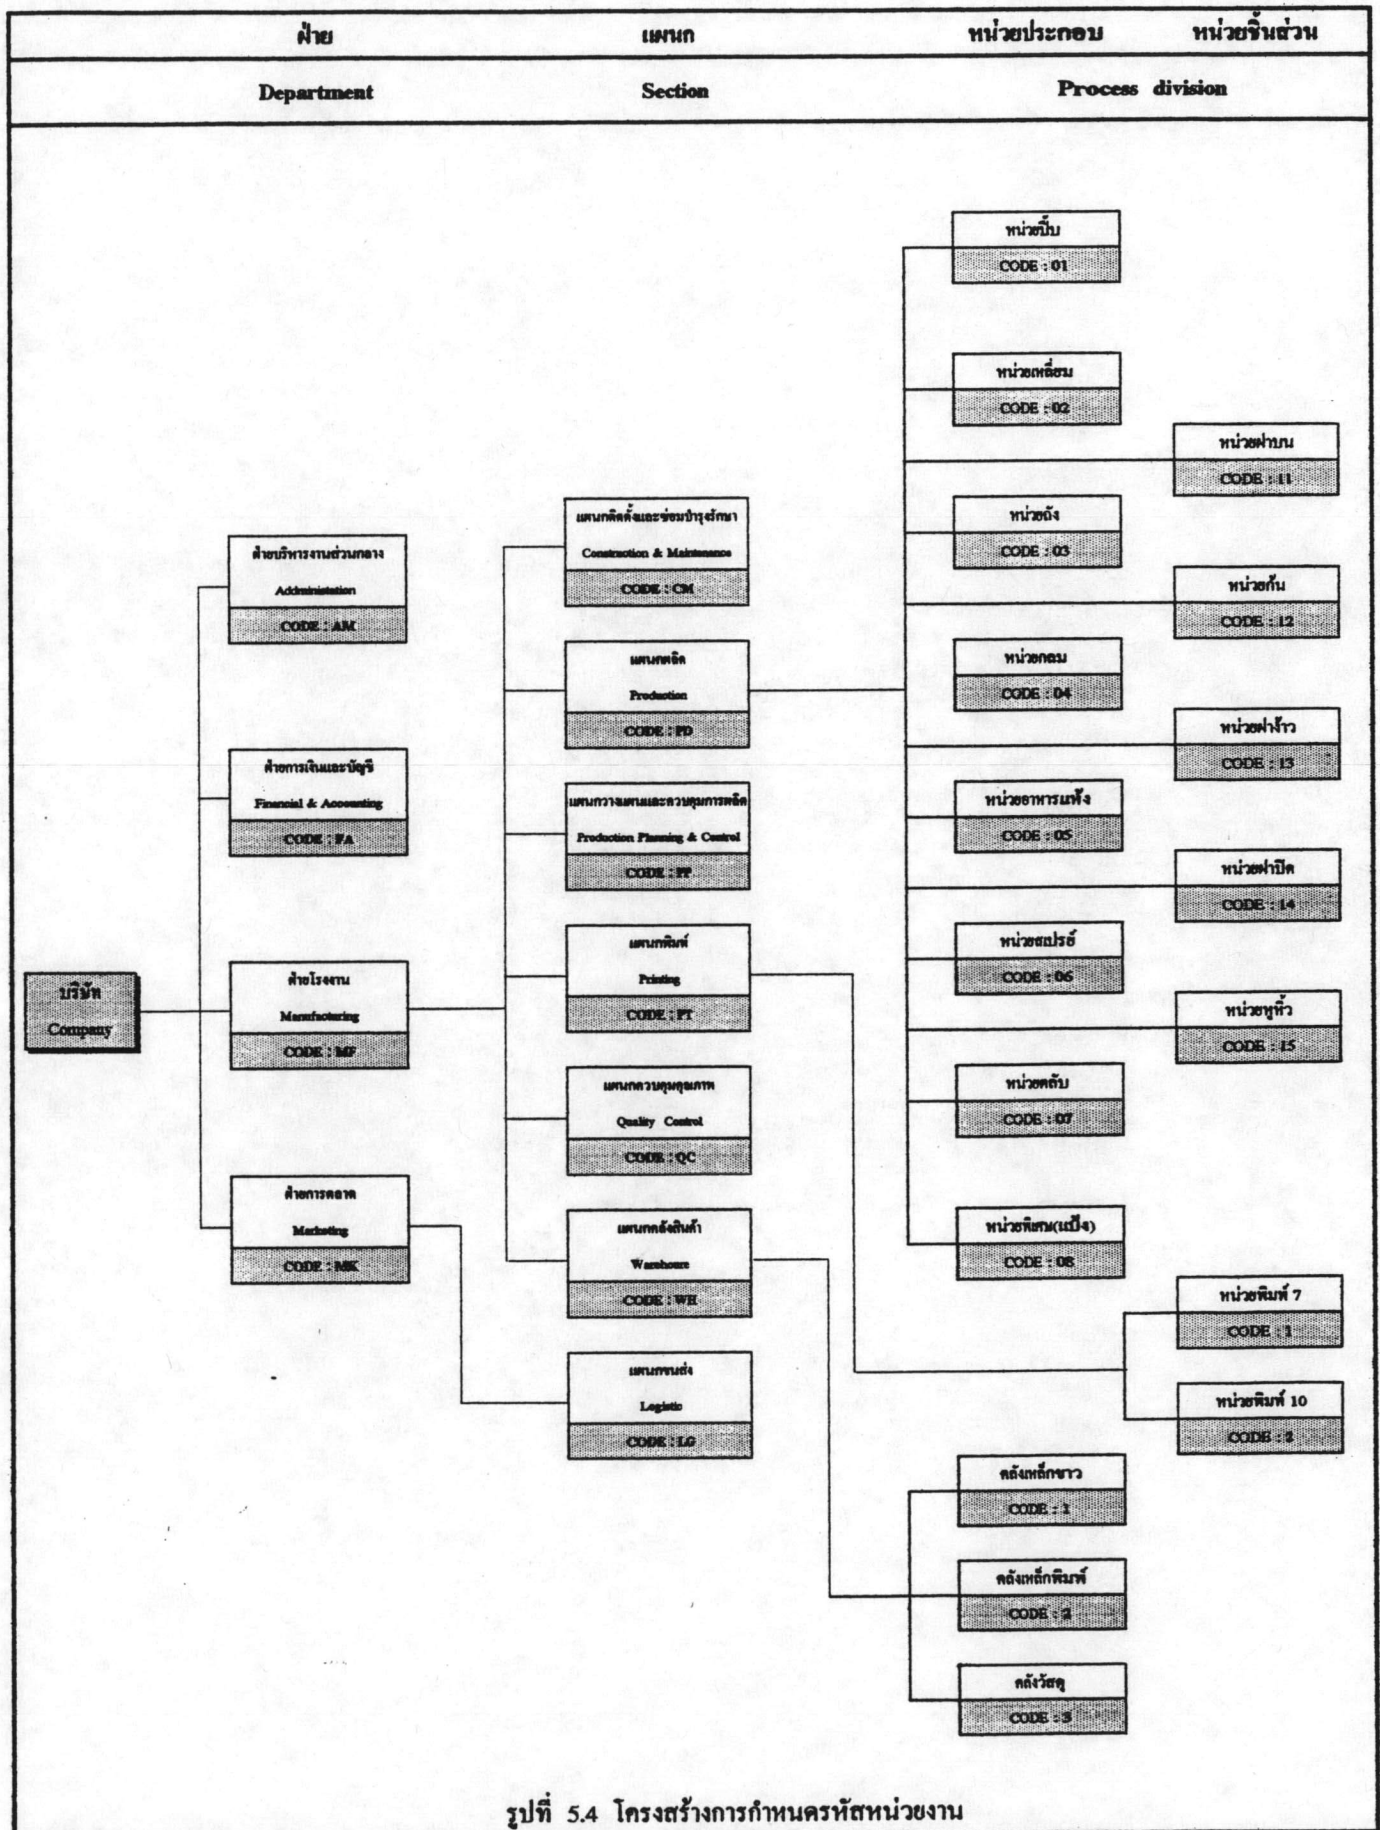 ฝ่าย แผนก หน่วยประกอบ หน่วยชิ้นส่วน
Department Section Process division
บริษัท
Company
ฝ่ายบริหารงานส่วนกลาง
Addministation
CODE : AM
ฝ่ายการเงินและบัญชี
Financial & Accounting
CODE : FA
ฝ่ายโรงงาน
Manufacturing
CODE : MF
ฝ่ายการตลาด
Marketing
CODE : MK
แผนกติดตั้งและซ่อมบำรุงรักษา
Construction & Maintenance
CODE : CM
แผนกผลิต
Production
CODE : PD
แผนกวางแผนและควบคุมการผลิต
Production Planning & Control
CODE : PP
แผนกพิมพ์
Printing
CODE : PT
แผนกควบคุมคุณภาพ
Quality Control
CODE : QC
แผนกคลังสินค้า
Warehouse
CODE : WH
แผนกขนส่ง
Logistic
CODE : LG
หน่วยปี๊บ
CODE : 01
หน่วยเหลี่ยม
CODE : 02
หน่วยถัง
CODE : 03
หน่วยกลม
CODE : 04
หน่วยอาหารแห้ง
CODE : 05
หน่วยสเปรย์
CODE : 06
หน่วยตลับ
CODE : 07
หน่วยพิเศษ(แป้ง)
CODE : 08
หน่วยฝาบน
CODE : 11
หน่วยก้น
CODE : 12
หน่วยฝาง้าว
CODE : 13
หน่วยฝาปิด
CODE : 14
หน่วยหูหิ้ว
CODE : 15
หน่วยพิมพ์ 7
CODE : 1
หน่วยพิมพ์ 10
CODE : 2
คลังเหล็กขาว
CODE : 1
คลังเหล็กพิมพ์
CODE : 2
คลังวัสดุ
CODE : 3
รูปที่ 5.4 โครงสร้างการกำหนดรหัสหน่วยงาน